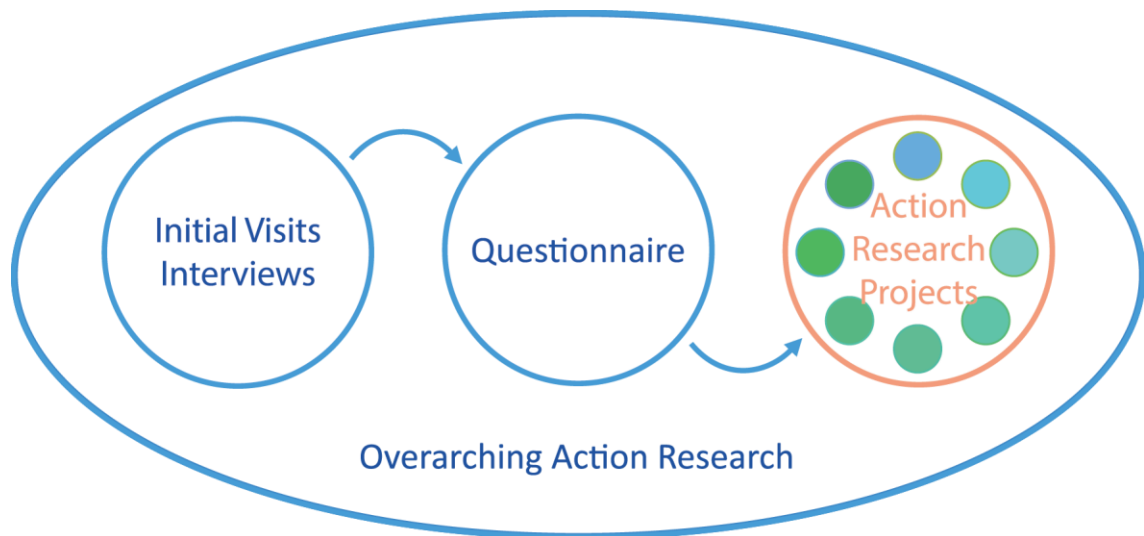 Initial Visits
Interviews
Questionnaire
Action
Research
Projects
Overarching Action Research